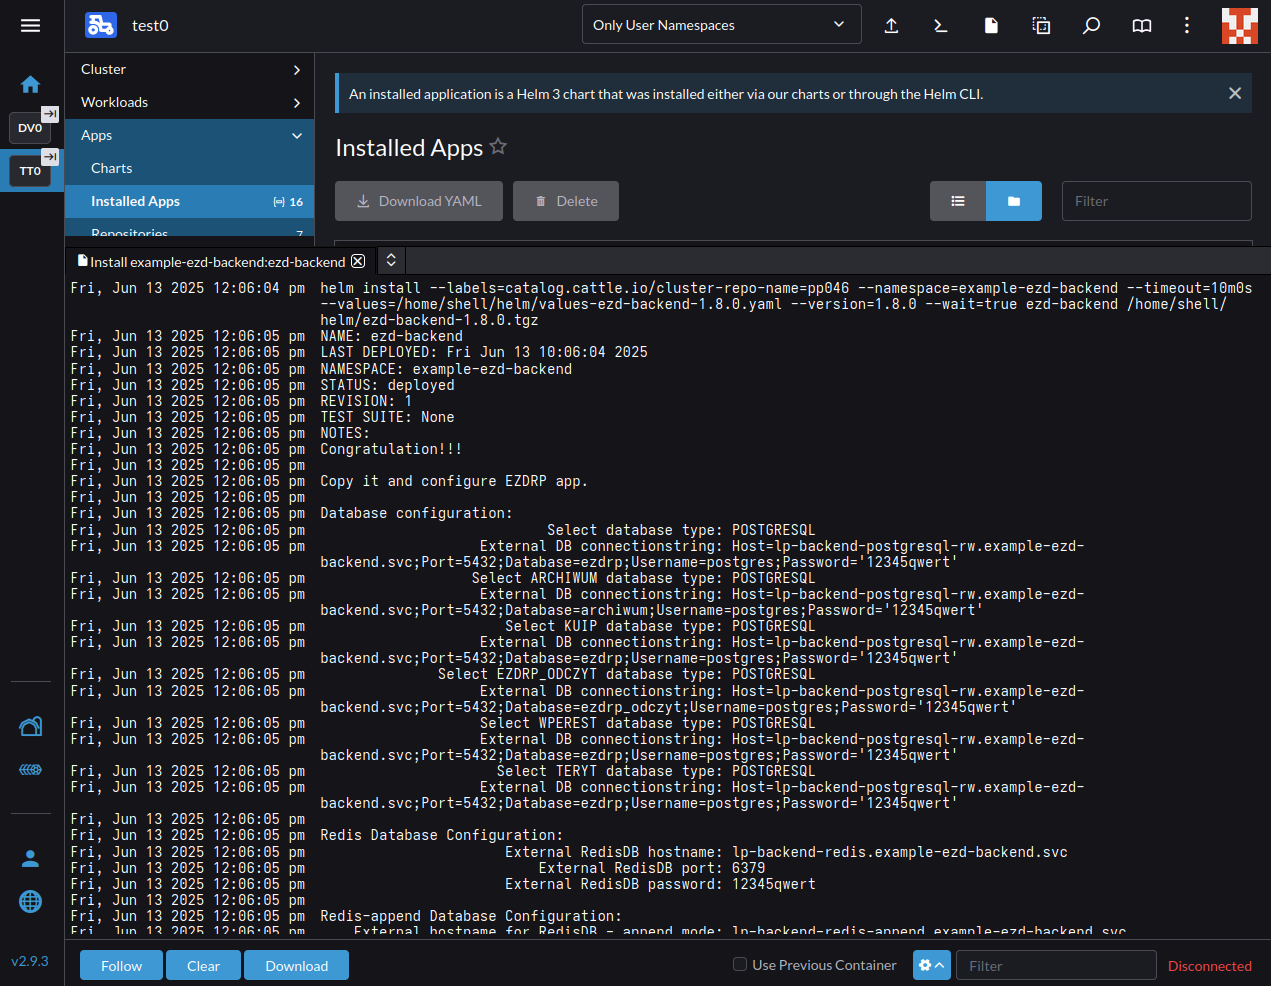 test0
Only User Namespaces
Cluster
Workloads
DV0
Apps
TT0
Charts
Installed Apps 16
Repositories 7
An installed application is a Helm 3 chart that was installed either via our charts or through the Helm CLI.
Installed Apps
Download YAML Delete Filter
Install example-ezd-backend:ezd-backend
Fri, Jun 13 2025 12:06:04 pm helm install --labels=catalog.cattle.io/cluster-repo-name=pp046 --namespace=example-ezd-backend --timeout=10m0s
--values=/home/shell/helm/values-ezd-backend-1.8.0.yaml --version=1.8.0 --wait=true ezd-backend /home/shell/
helm/ezd-backend-1.8.0.tgz
Fri, Jun 13 2025 12:06:05 pm NAME: ezd-backend
Fri, Jun 13 2025 12:06:05 pm LAST DEPLOYED: Fri Jun 13 10:06:04 2025
Fri, Jun 13 2025 12:06:05 pm NAMESPACE: example-ezd-backend
Fri, Jun 13 2025 12:06:05 pm STATUS: deployed
Fri, Jun 13 2025 12:06:05 pm REVISION: 1
Fri, Jun 13 2025 12:06:05 pm TEST SUITE: None
Fri, Jun 13 2025 12:06:05 pm NOTES:
Fri, Jun 13 2025 12:06:05 pm Congratulation!!!
Fri, Jun 13 2025 12:06:05 pm
Fri, Jun 13 2025 12:06:05 pm Copy it and configure EZDRP app.
Fri, Jun 13 2025 12:06:05 pm
Fri, Jun 13 2025 12:06:05 pm Database configuration:
Fri, Jun 13 2025 12:06:05 pm Select database type: POSTGRESQL
Fri, Jun 13 2025 12:06:05 pm External DB connectionstring: Host=lp-backend-postgresql-rw.example-ezd-
backend.svc;Port=5432;Database=ezdrp;Username=postgres;Password='12345qwert'
Fri, Jun 13 2025 12:06:05 pm Select ARCHIWUM database type: POSTGRESQL
Fri, Jun 13 2025 12:06:05 pm External DB connectionstring: Host=lp-backend-postgresql-rw.example-ezd-
backend.svc;Port=5432;Database=archiwum;Username=postgres;Password='12345qwert'
Fri, Jun 13 2025 12:06:05 pm Select KUIP database type: POSTGRESQL
Fri, Jun 13 2025 12:06:05 pm External DB connectionstring: Host=lp-backend-postgresql-rw.example-ezd-
backend.svc;Port=5432;Database=ezdrp;Username=postgres;Password='12345qwert'
Fri, Jun 13 2025 12:06:05 pm Select EZDRP_ODCZYT database type: POSTGRESQL
Fri, Jun 13 2025 12:06:05 pm External DB connectionstring: Host=lp-backend-postgresql-rw.example-ezd-
backend.svc;Port=5432;Database=ezdrp_odczyt;Username=postgres;Password='12345qwert'
Fri, Jun 13 2025 12:06:05 pm Select WPEREST database type: POSTGRESQL
Fri, Jun 13 2025 12:06:05 pm External DB connectionstring: Host=lp-backend-postgresql-rw.example-ezd-
backend.svc;Port=5432;Database=ezdrp;Username=postgres;Password='12345qwert'
Fri, Jun 13 2025 12:06:05 pm Select TERYT database type: POSTGRESQL
Fri, Jun 13 2025 12:06:05 pm External DB connectionstring: Host=lp-backend-postgresql-rw.example-ezd-
backend.svc;Port=5432;Database=ezdrp;Username=postgres;Password='12345qwert'
Fri, Jun 13 2025 12:06:05 pm
Fri, Jun 13 2025 12:06:05 pm Redis Database Configuration:
Fri, Jun 13 2025 12:06:05 pm External RedisDB hostname: lp-backend-redis.example-ezd-backend.svc
Fri, Jun 13 2025 12:06:05 pm External RedisDB port: 6379
Fri, Jun 13 2025 12:06:05 pm External RedisDB password: 12345qwert
Fri, Jun 13 2025 12:06:05 pm
Fri, Jun 13 2025 12:06:05 pm Redis-append Database Configuration:
Fri, Jun 13 2025 12:06:05 pm External hostname for RedisDB - append mode: lp-backend-redis-append.example-ezd-backend.svc
v2.9.3
Follow Clear Download Use Previous Container Filter Disconnected